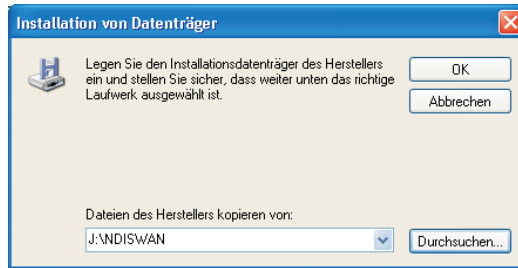 Installation von Datenträger
Legen Sie den Installationsdatenträger des Herstellers
ein und stellen Sie sicher, dass weiter unten das richtige
Laufwerk ausgewählt ist.
OK
Abbrechen
Dateien des Herstellers kopieren von:
J:\NDISWAN
Durchsuchen...